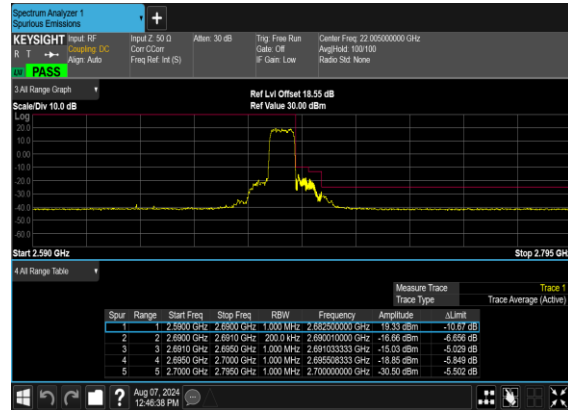 Spectrum Analyzer 1
Spurious Emissions
+
KEYSIGHT Input: RF Input Z: 50 Ω Atten: 30 dB Trig: Free Run Center Freq: 22.005000000 GHz
R T Coupling: DC Corr CCorr Gate: Off Avg|Hold: 100/100
Align: Auto Freq Ref: Int (S) IF Gain: Low Radio Std: None
LW PASS
3 All Range Graph
Ref Lvl Offset 18.55 dB
Scale/Div 10.0 dB Ref Value 30.00 dBm
Log
20.0
10.0
0.00
-10.0
-20.0
-30.0
-40.0
-50.0
-60.0
Start 2.590 GHz Stop 2.795 GHz
4 All Range Table
Measure Trace Trace 1
Trace Type Trace Average (Active)
Spur Range Start Freq Stop Freq RBW Frequency Amplitude ΔLimit
1 1 2.5900 GHz 2.6900 GHz 1.000 MHz 2.682500000 GHz 19.33 dBm -10.67 dB
2 2 2.6900 GHz 2.6910 GHz 200.0 kHz 2.690010000 GHz -16.66 dBm -6.656 dB
3 3 2.6910 GHz 2.6950 GHz 1.000 MHz 2.691033333 GHz -15.03 dBm -5.029 dB
4 4 2.6950 GHz 2.7000 GHz 1.000 MHz 2.695508333 GHz -18.85 dBm -5.849 dB
5 5 2.7000 GHz 2.7950 GHz 1.000 MHz 2.700000000 GHz -30.50 dBm -5.502 dB
? Aug 07, 2024
12:46:38 PM